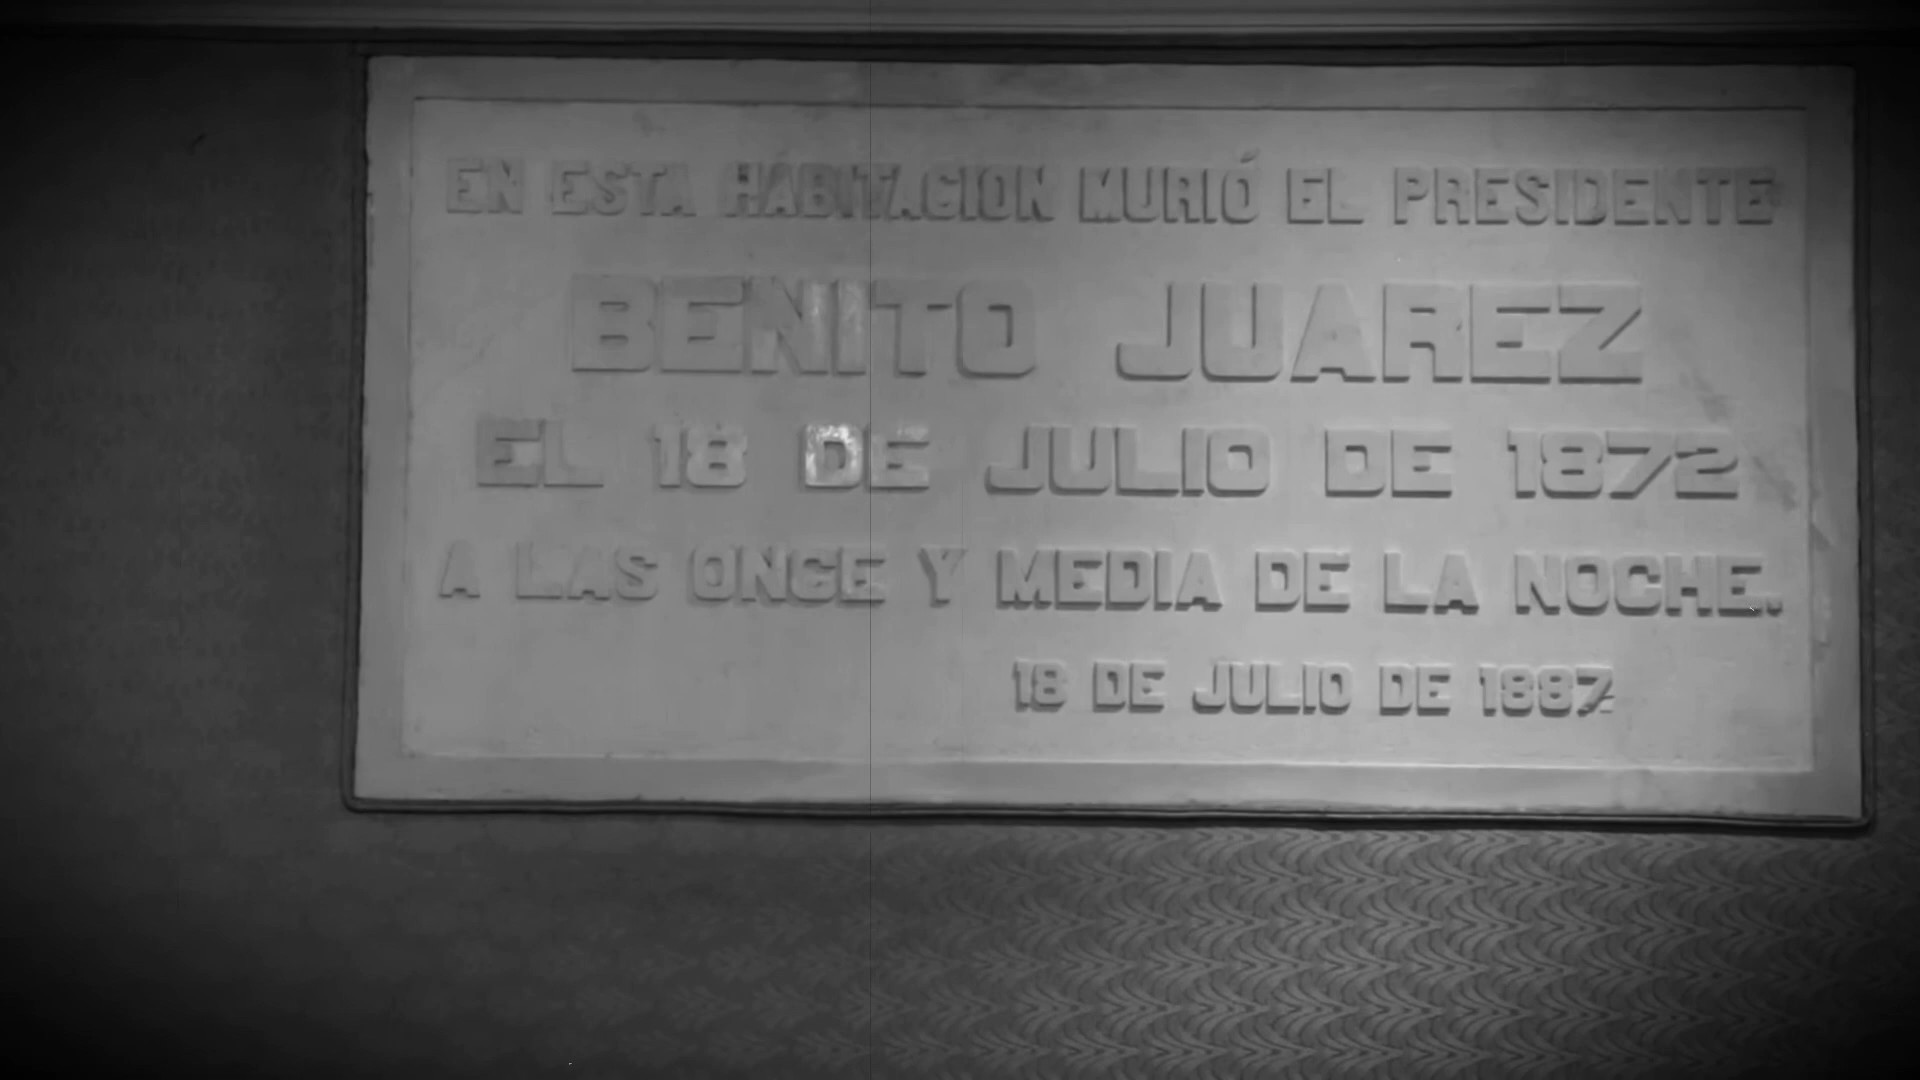 EN ESTA HABITACION MURIÓ EL PRESIDENTE
BENITO JUAREZ
EL 18 DE JULIO DE 1872
A LAS ONCE Y MEDIA DE LA NOCHE.
18 DE JULIO DE 1887